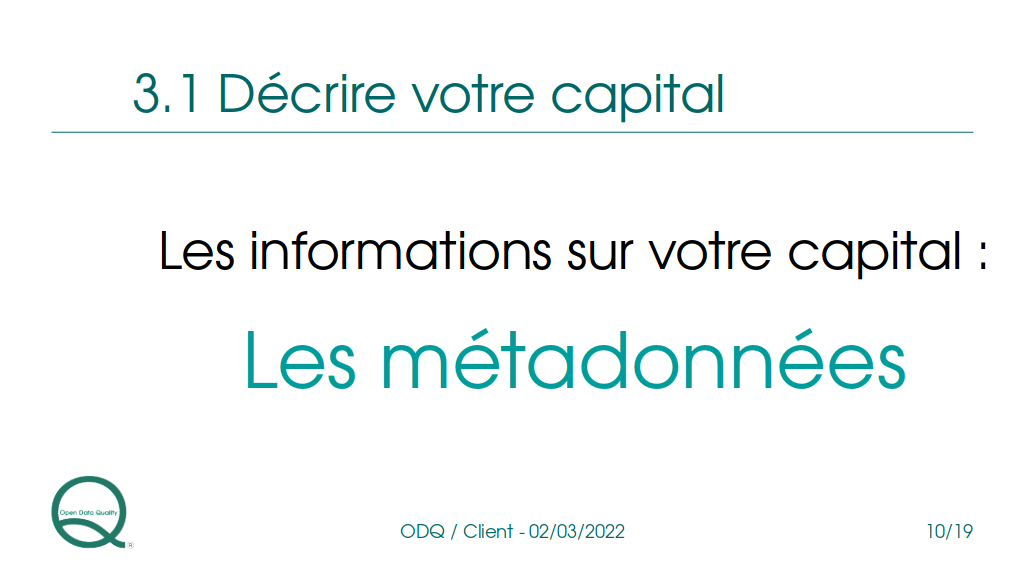 3.1 Décrire votre capital
Les informations sur votre capital :
Les métadonnées
Open Data Quality
®
ODQ / Client - 02/03/2022
10/19